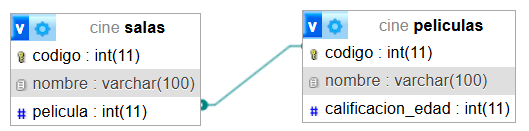 v cine salas
codigo : int(11)
nombre : varchar(100)
# pelicula : int(11)
v cine peliculas
codigo : int(11)
nombre : varchar(100)
# calificacion_edad : int(11)